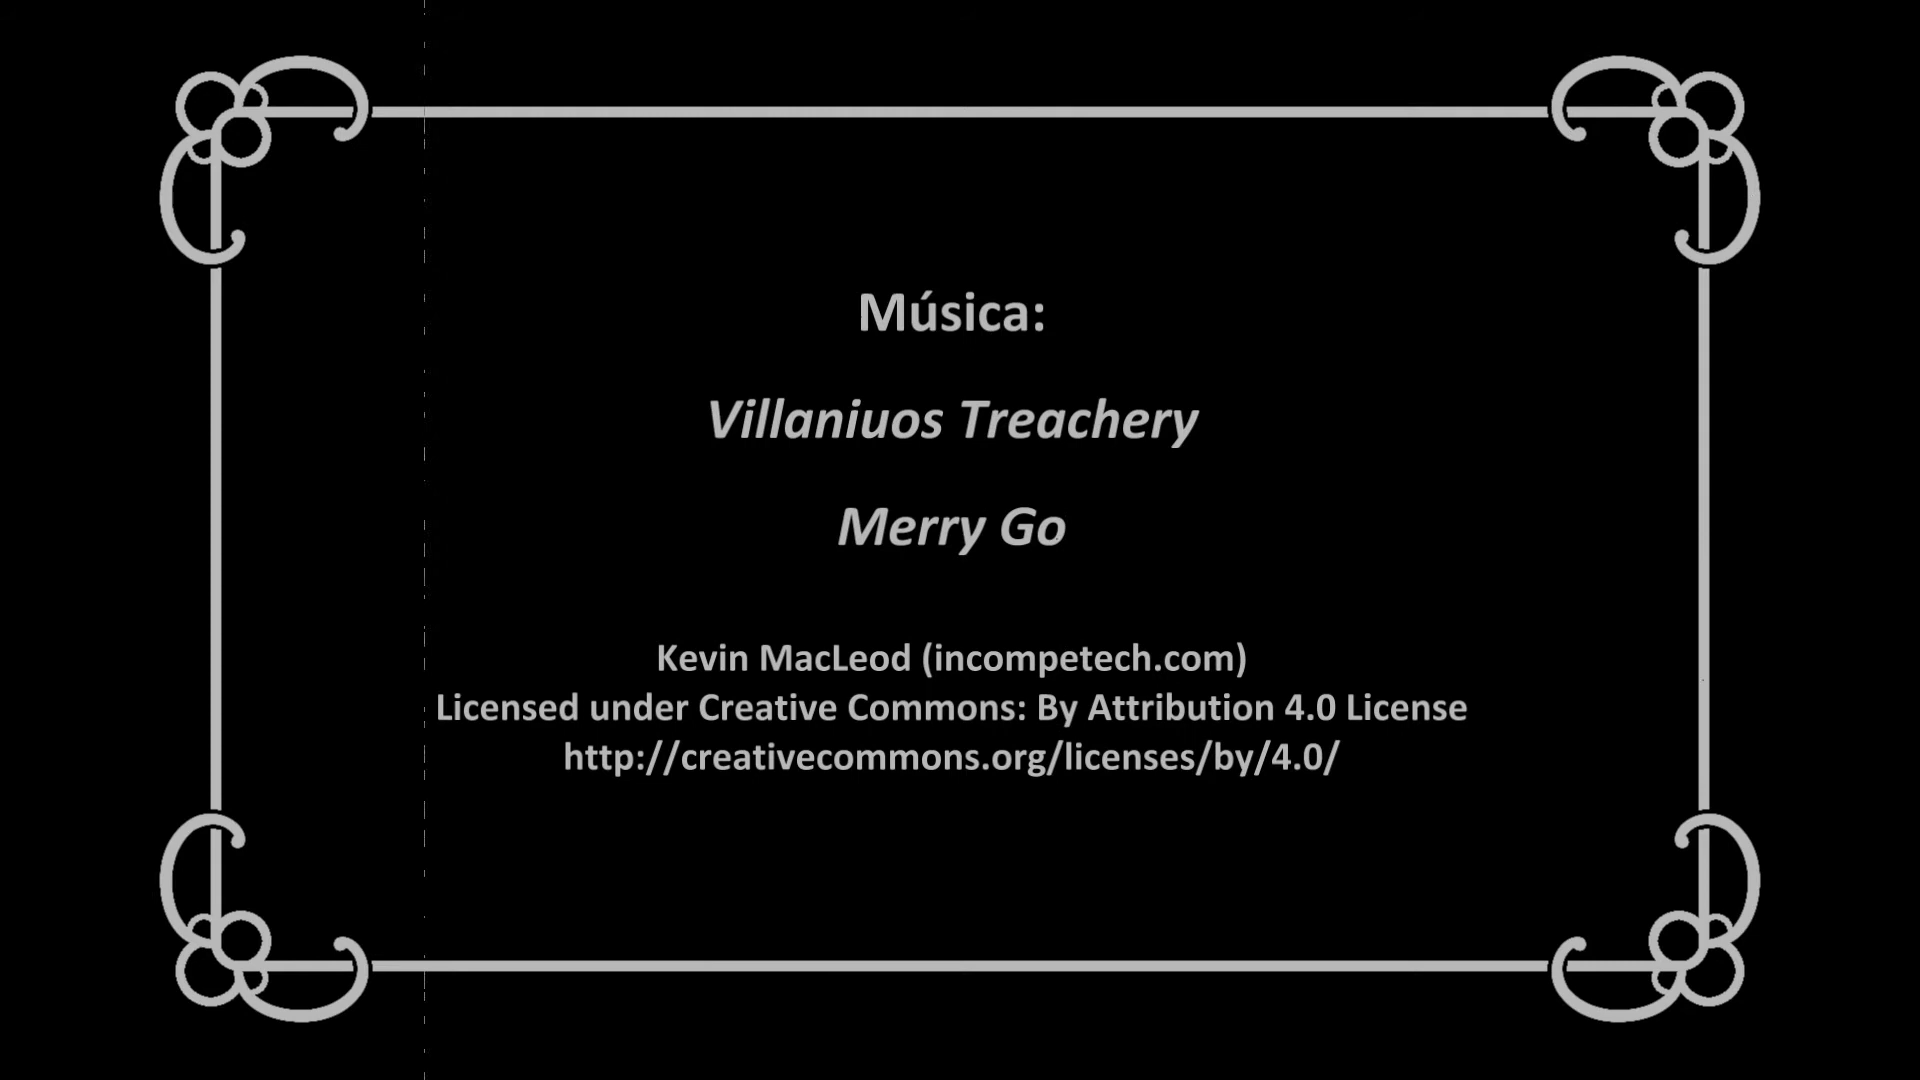 Música:
Villaniuos Treachery
Merry Go
Kevin MacLeod (incompetech.com)
Licensed under Creative Commons: By Attribution 4.0 License
http://creativecommons.org/licenses/by/4.0/